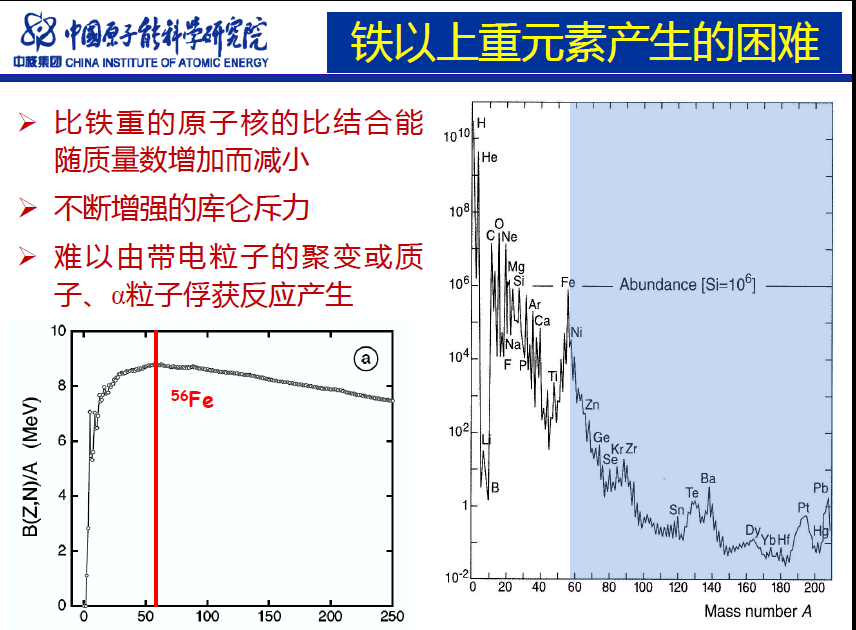 中国原子能科学研究院
中核集团 CHINA INSTITUTE OF ATOMIC ENERGY
铁以上重元素产生的困难
➢ 比铁重的原子核的比结合能
随质量数增加而减小
➢ 不断增强的库仑斥力
➢ 难以由带电粒子的聚变或质
子、α粒子俘获反应产生
10
8
6
4
2
0
B(Z,N)/A (MeV)
a
56Fe
0 50 100 150 200 250
10^10
10^8
10^6
10^4
10^2
1
10^-2
H
He
O
C Ne
Mg
Si
Fe
Abundance [Si=10^6]
Ar
Ca
Ni
Na
F P
Ti
Zn
Li
Ge
Kr Zr
Se
B
Ba
Te
Pb
Sn
Pt
Dy
Yb Hf
Hg
0 20 40 60 80 100 120 140 160 180 200
Mass number A